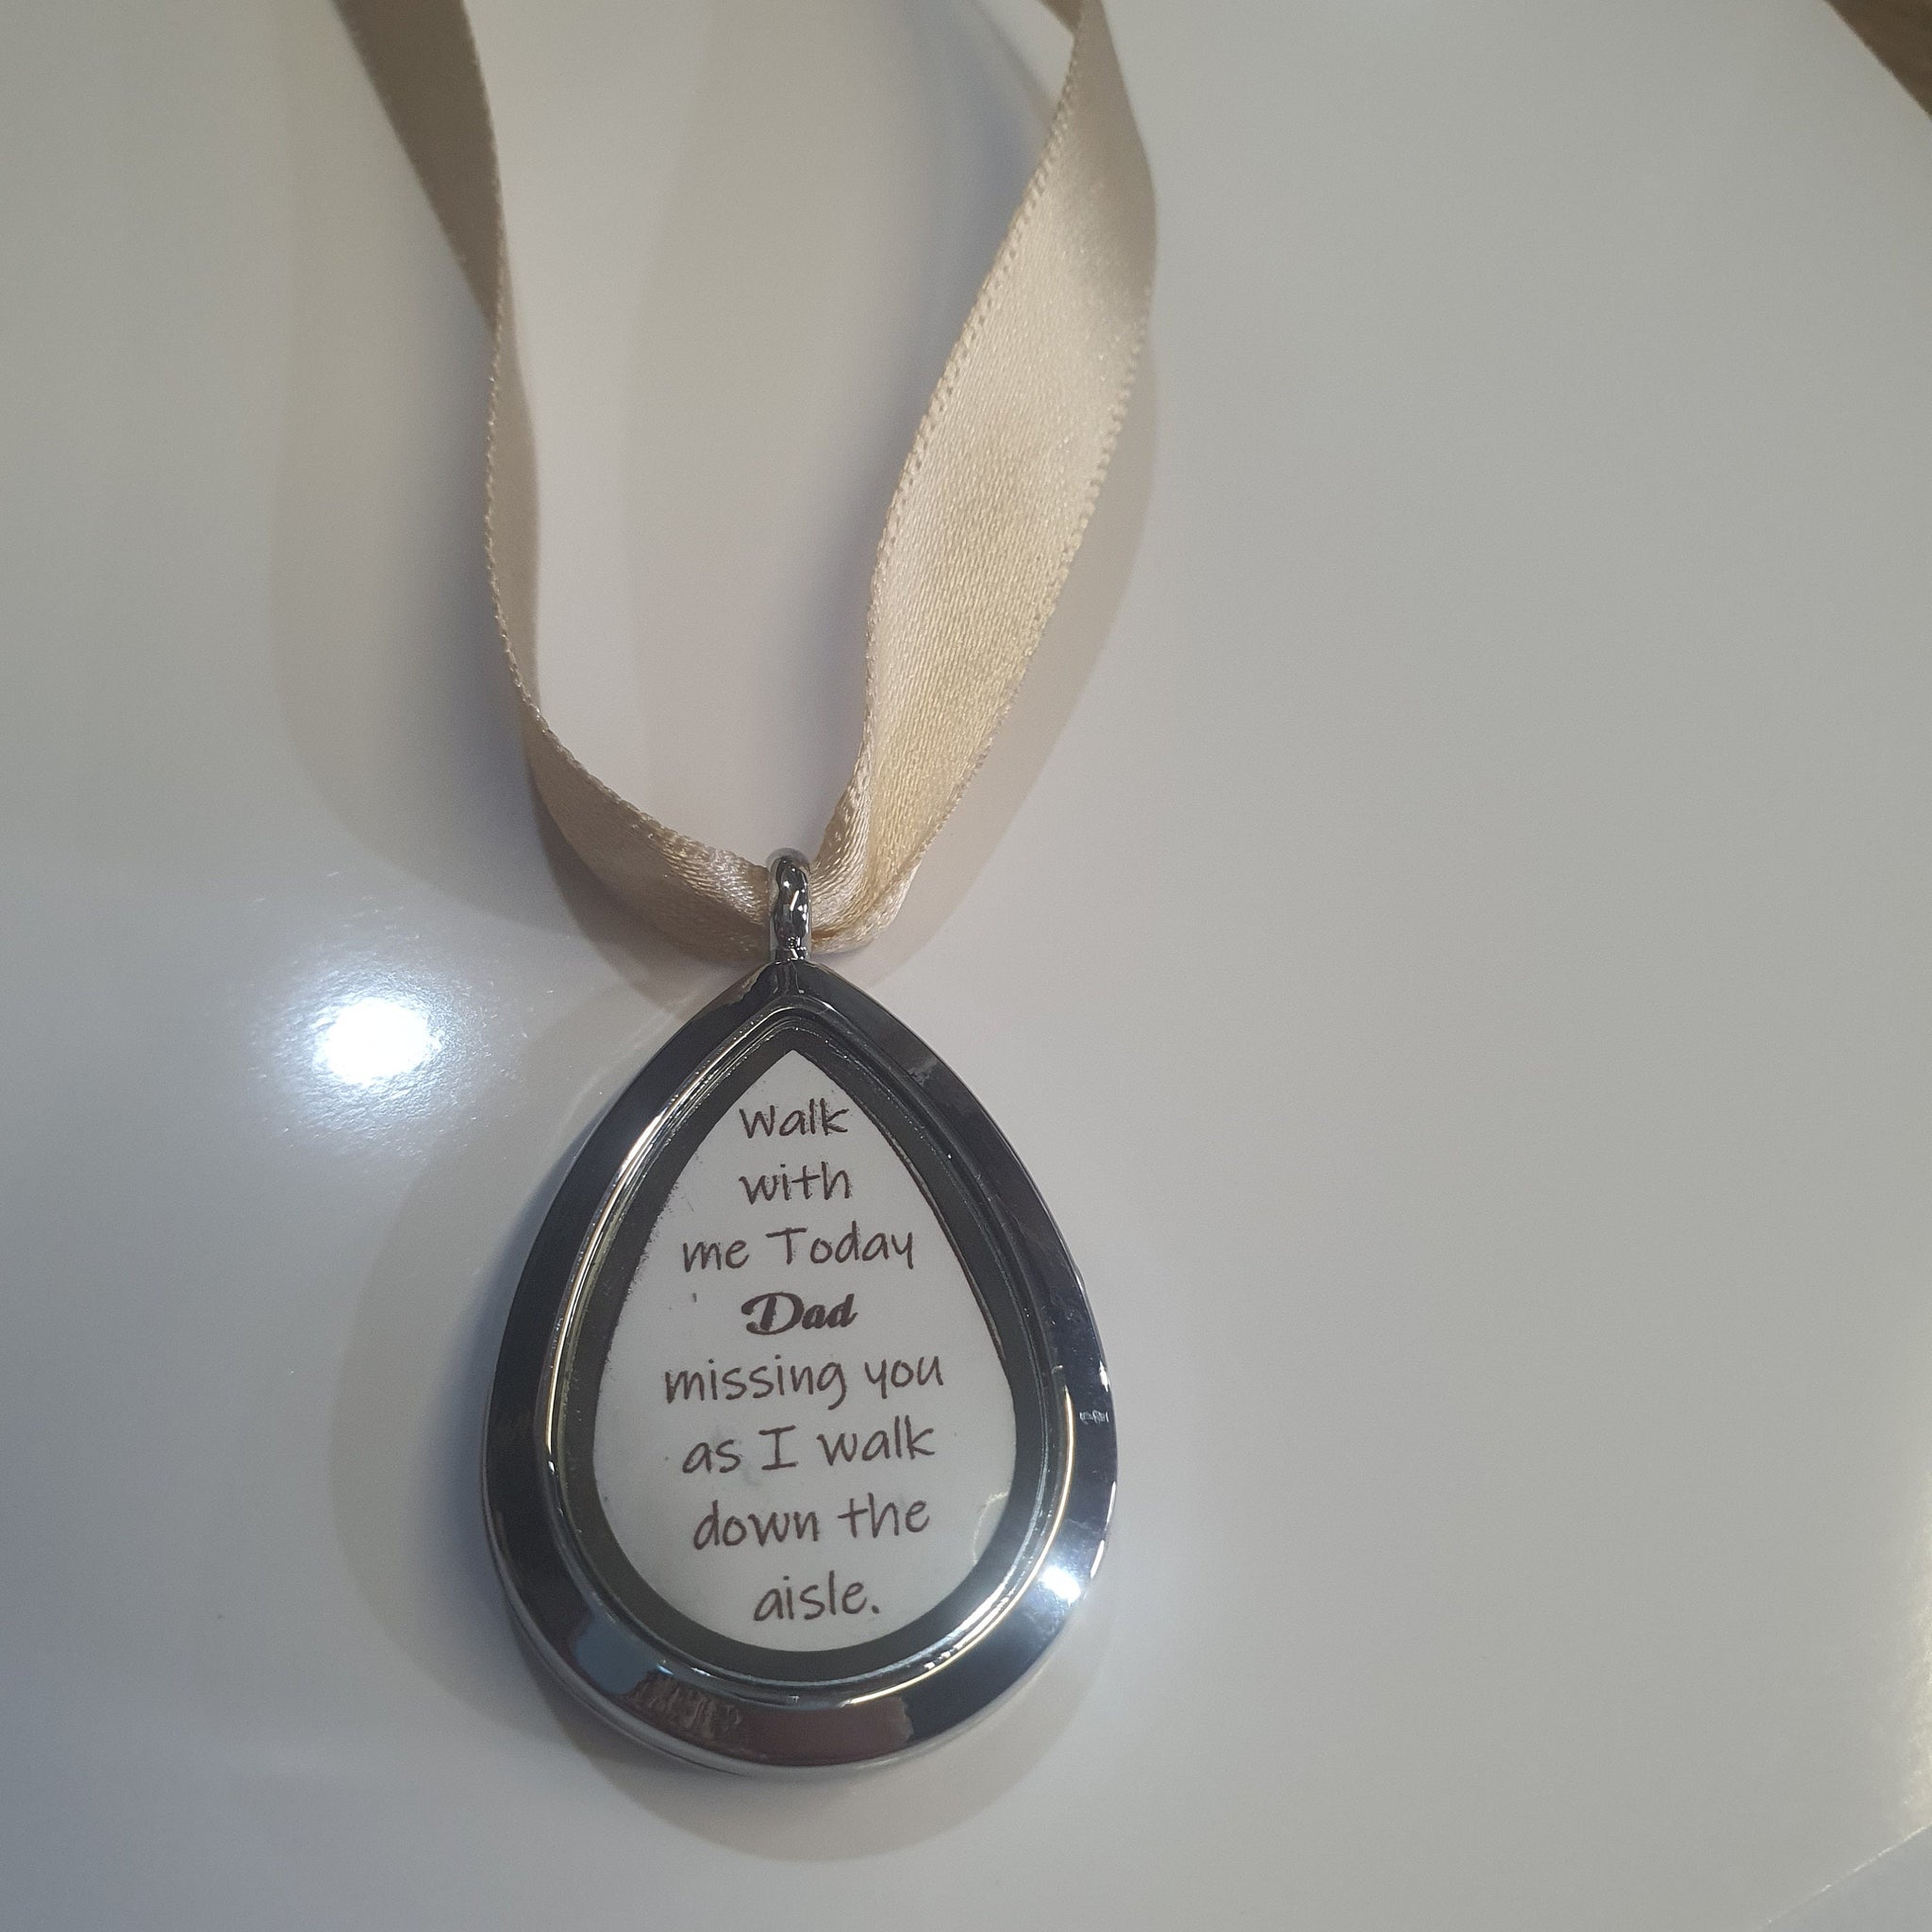 Walk
with
me Today
Dad
missing you
as I walk
down the
aisle.